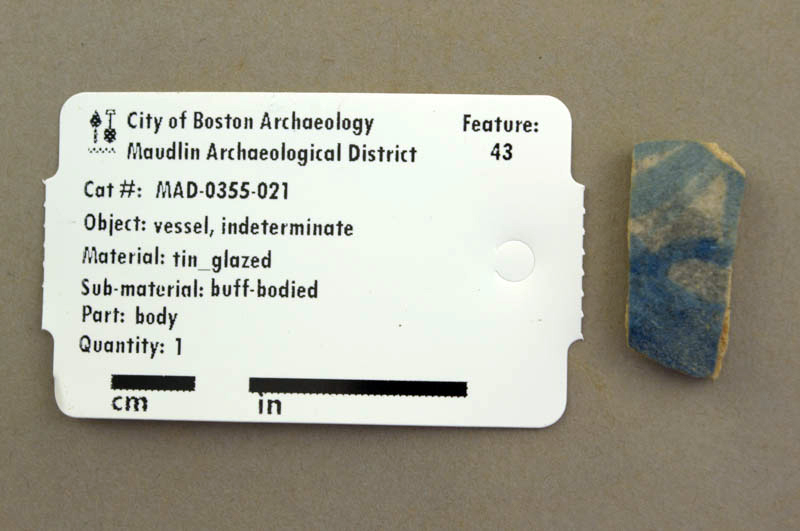 City of Boston Archaeology
Maudlin Archaeological District
Feature:
43
Cat #: MAD-0355-021
Object: vessel, indeterminate
Material: tin_glazed
Sub-material: buff-bodied
Part: body
Quantity: 1
cm
in